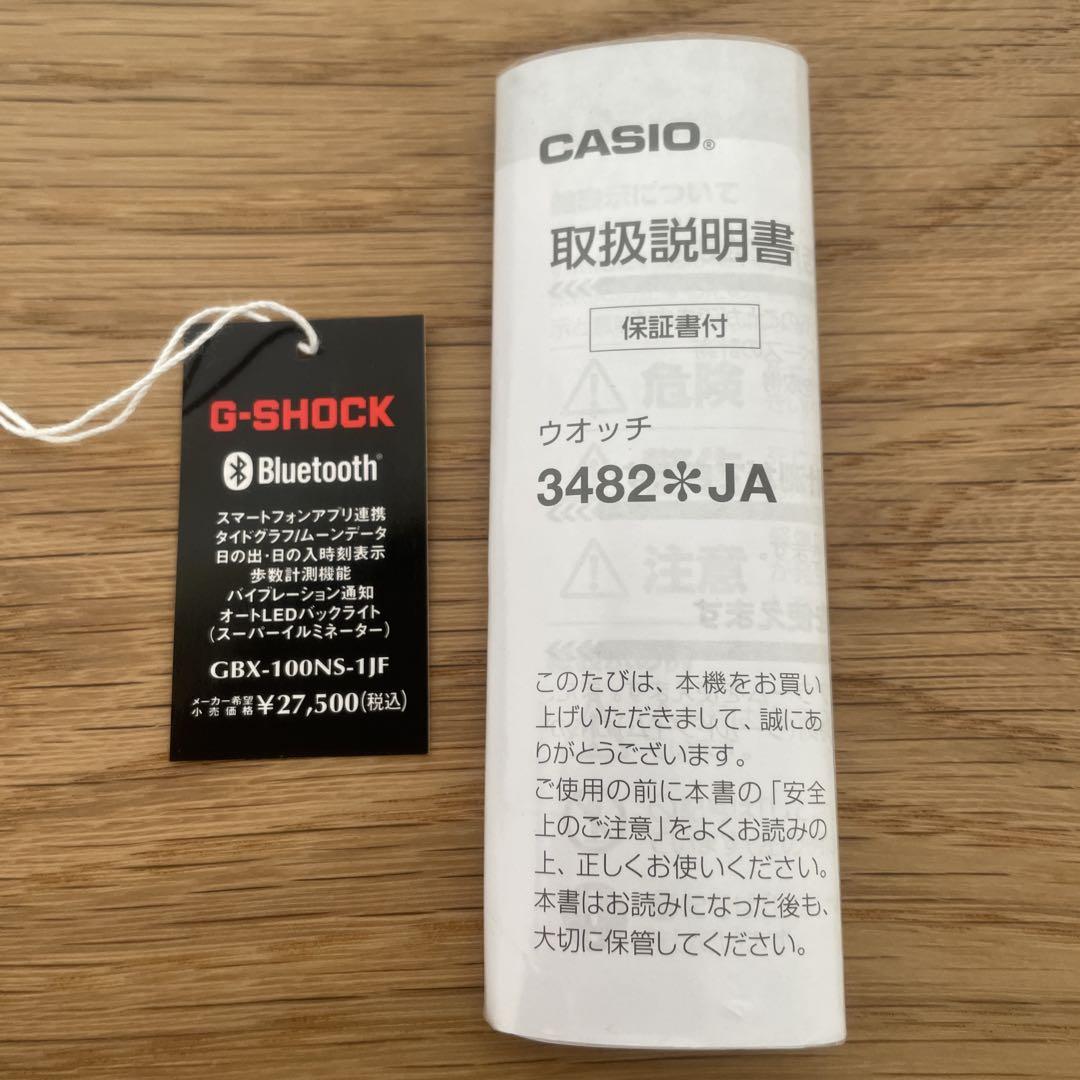 G-SHOCK
Bluetooth®
スマートフォンアプリ連携
タイドグラフ/ムーンデータ
日の出・日の入時刻表示
歩数計測機能
バイブレーション通知
オートLEDバックライト
(スーパーイルミネーター)
GBX-100NS-1JF
メーカー希望
小売価格 ¥27,500(税込)
CASIO®
取扱説明書
保証書付
危険
ウオッチ
3482✻JA
注意
使えます
このたびは、本機をお買い
上げいただきまして、誠にあ
りがとうございます。
ご使用の前に本書の「安全
上のご注意」をよくお読みの
上、正しくお使いください。
本書はお読みになった後も、
大切に保管してください。